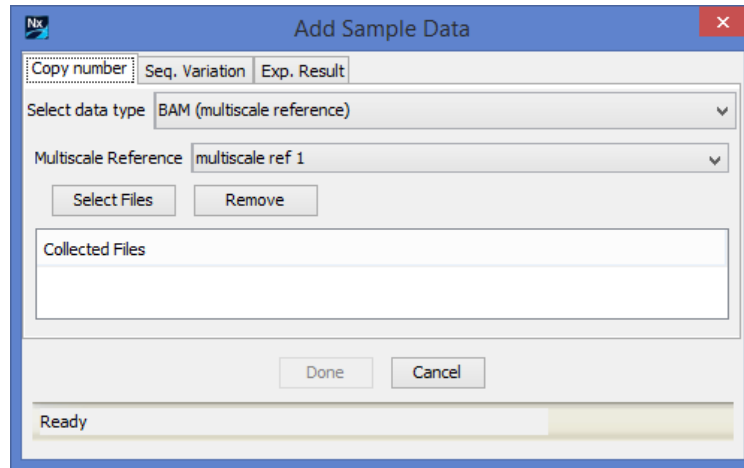 Nx Add Sample Data
Copy number Seq. Variation Exp. Result
Select data type BAM (multiscale reference)
Multiscale Reference multiscale ref 1
Select Files Remove
Collected Files
Done Cancel
Ready